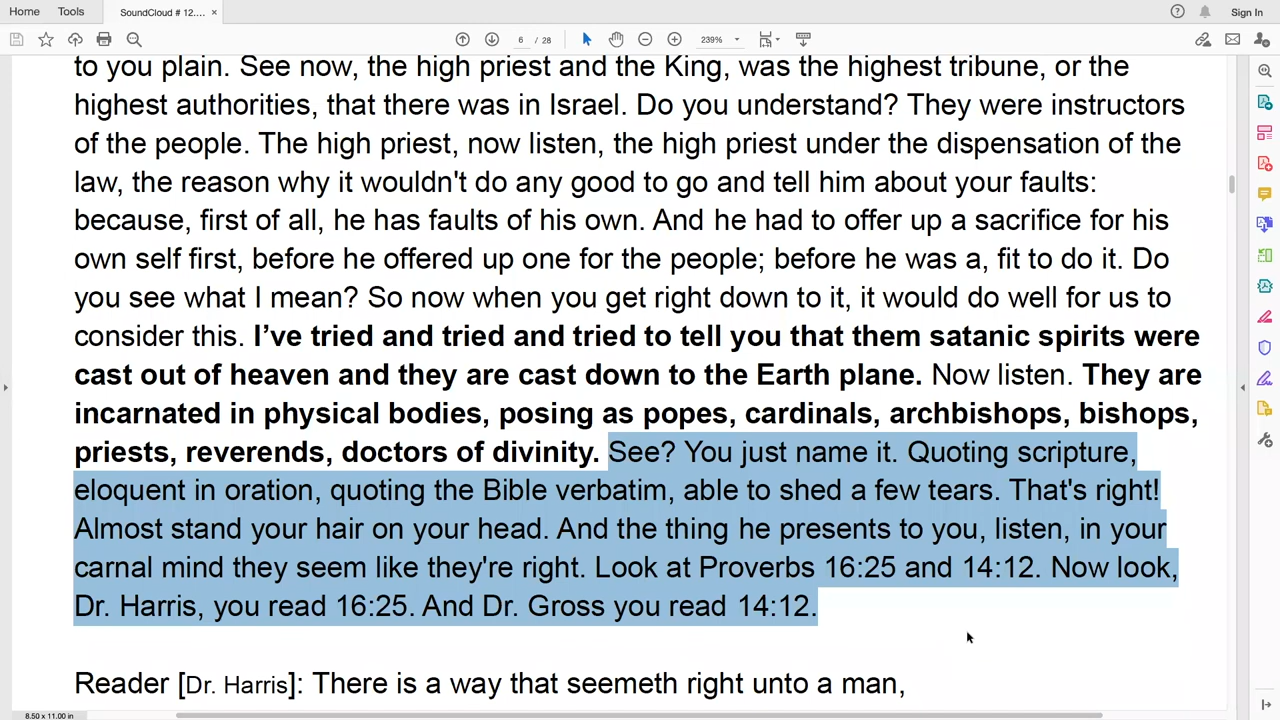 Home Tools SoundCloud # 12.... × Sign In
6 / 28 239%
to you plain. See now, the high priest and the King, was the highest tribune, or the
highest authorities, that there was in Israel. Do you understand? They were instructors
of the people. The high priest, now listen, the high priest under the dispensation of the
law, the reason why it wouldn't do any good to go and tell him about your faults:
because, first of all, he has faults of his own. And he had to offer up a sacrifice for his
own self first, before he offered up one for the people; before he was a, fit to do it. Do
you see what I mean? So now when you get right down to it, it would do well for us to
consider this. I’ve tried and tried and tried to tell you that them satanic spirits were
cast out of heaven and they are cast down to the Earth plane. Now listen. They are
incarnated in physical bodies, posing as popes, cardinals, archbishops, bishops,
priests, reverends, doctors of divinity. See? You just name it. Quoting scripture,
eloquent in oration, quoting the Bible verbatim, able to shed a few tears. That's right!
Almost stand your hair on your head. And the thing he presents to you, listen, in your
carnal mind they seem like they're right. Look at Proverbs 16:25 and 14:12. Now look,
Dr. Harris, you read 16:25. And Dr. Gross you read 14:12.
Reader [Dr. Harris]: There is a way that seemeth right unto a man,
8.50 x 11.00 in